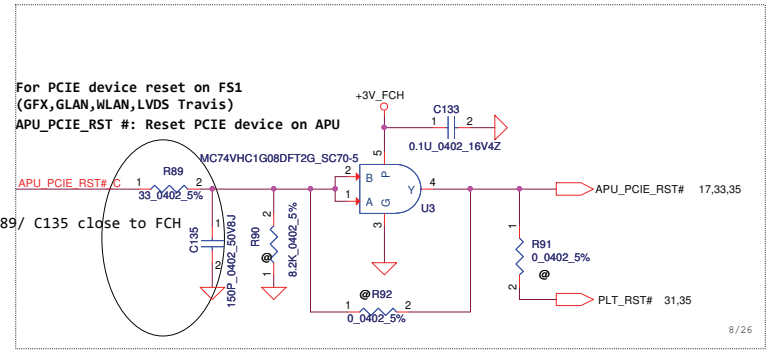 For PCIE device reset on FS1
(GFX,GLAN,WLAN,LVDS Travis)
APU_PCIE_RST #: Reset PCIE device on APU
+3V_FCH
C133
1 2
0.1U_0402_16V4Z
MC74VHC1G08DFT2G_SC70-5
5
P
2 B
1 A
G
Y 4
U3
3
APU_PCIE_RST#_C
1 R89 2
33_0402_5%
89/ C135 close to FCH
1
C135
2
150P_0402_50V8J
2
R90
@
1
8.2K_0402_5%
@R92
1 2
0_0402_5%
APU_PCIE_RST# 17,33,35
1
R91
0_0402_5%
@
2
PLT_RST# 31,35
8/26